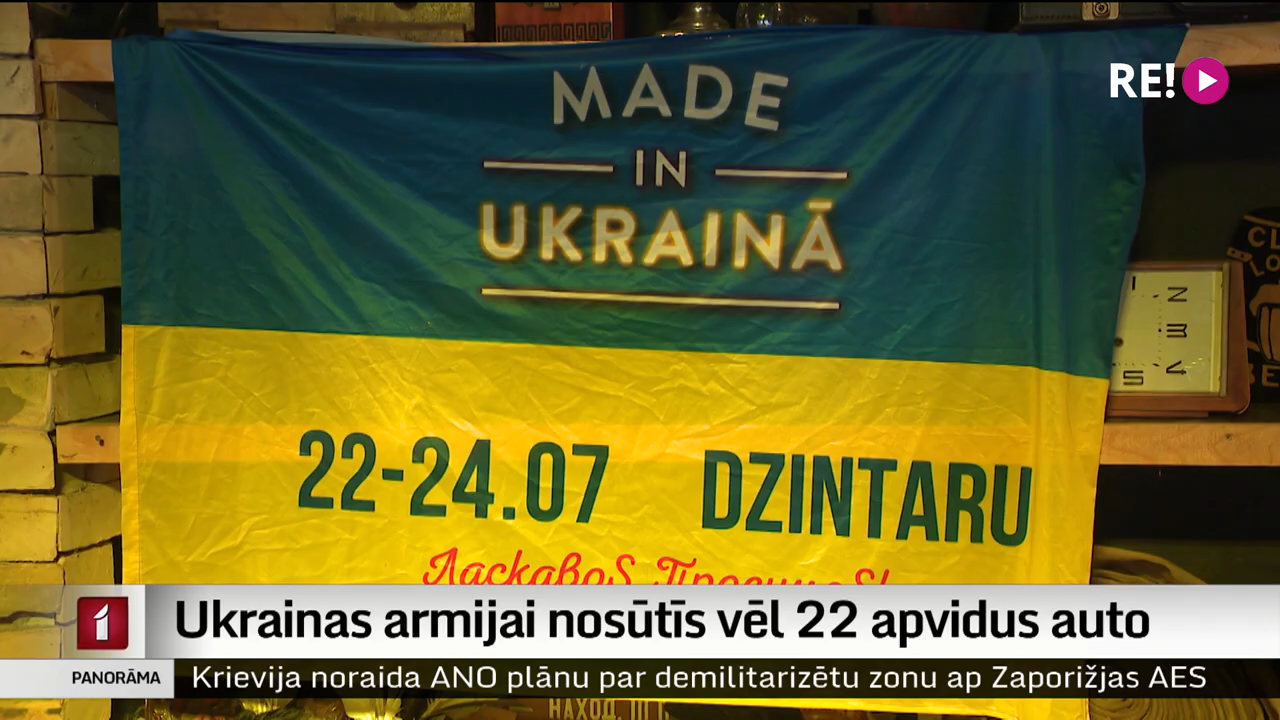 RE!
MADE
IN
UKRAINĀ
22-24.07 DZINTARU
Ukrainas armijai nosūtīs vēl 22 apvidus auto
PANORĀMA
Krievija noraida ANO plānu par demilitarizētu zonu ap Zaporižjas AES